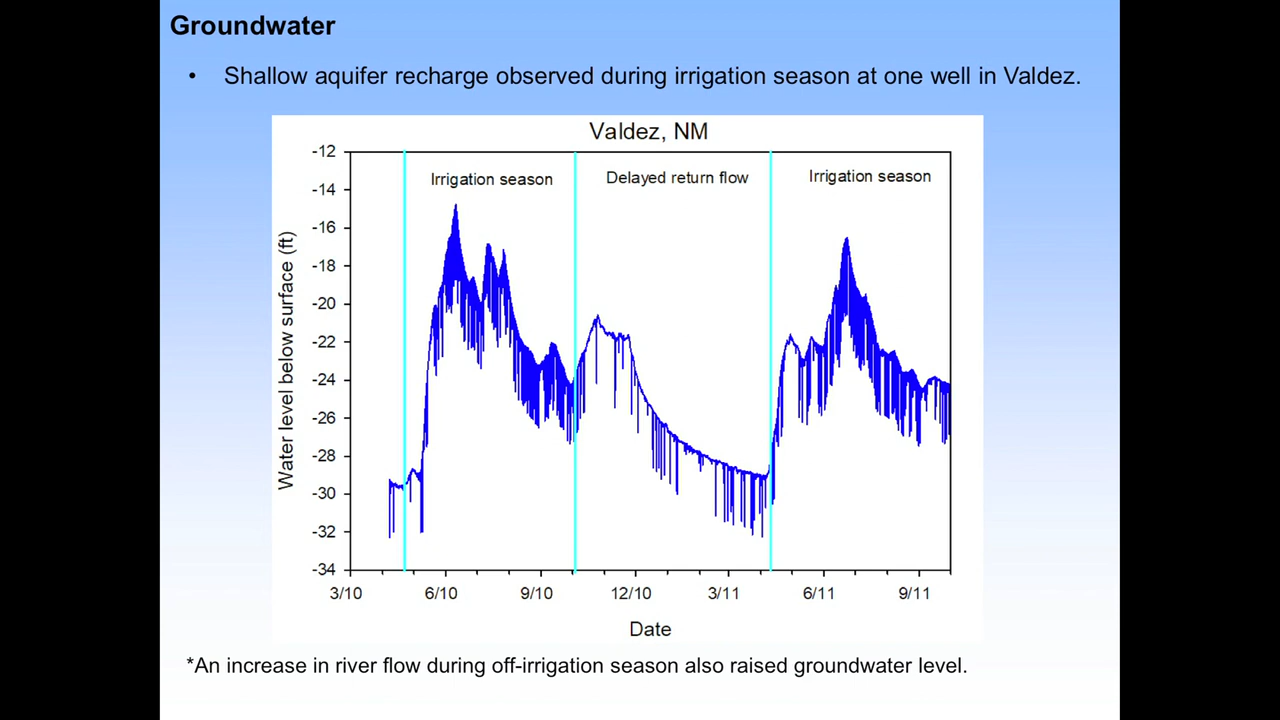 Groundwater
• Shallow aquifer recharge observed during irrigation season at one well in Valdez.
Valdez, NM
Irrigation season
Delayed return flow
Irrigation season
Water level below surface (ft)
-12
-14
-16
-18
-20
-22
-24
-26
-28
-30
-32
-34
3/10
6/10
9/10
12/10
3/11
6/11
9/11
Date
*An increase in river flow during off-irrigation season also raised groundwater level.